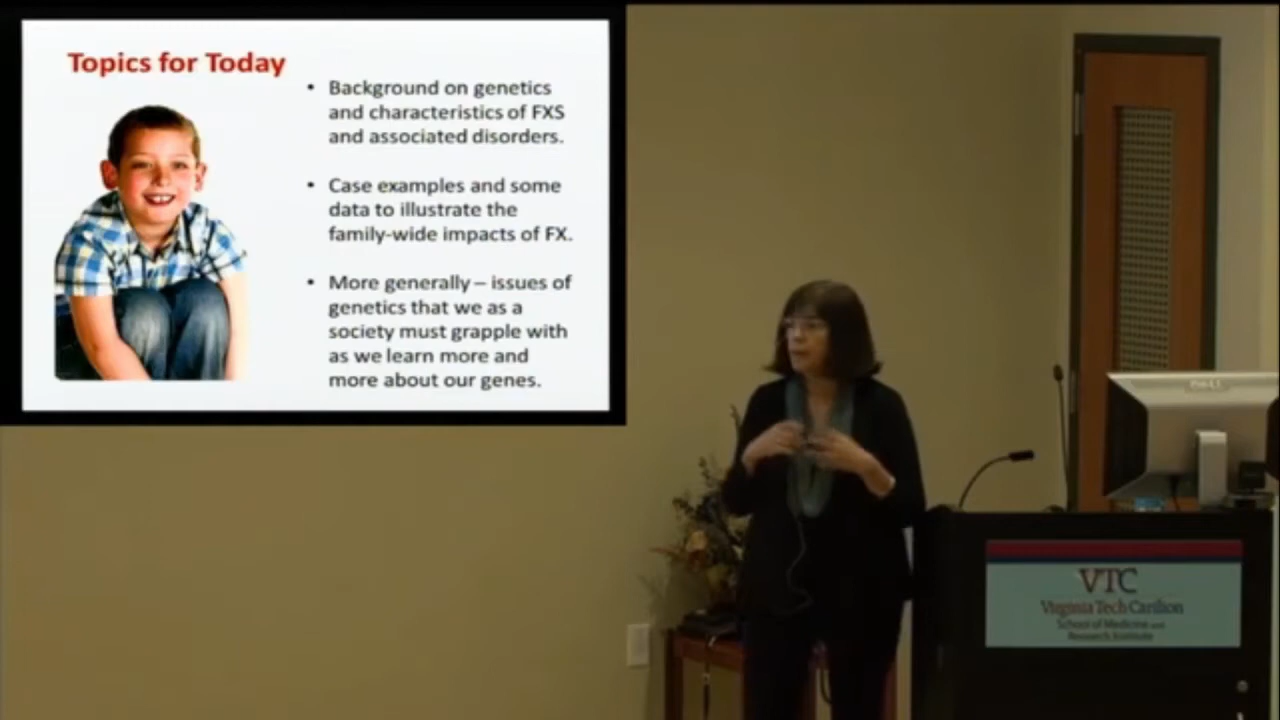 Topics for Today
• Background on genetics
and characteristics of FXS
and associated disorders.
• Case examples and some
data to illustrate the
family-wide impacts of FX.
• More generally – issues of
genetics that we as a
society must grapple with
as we learn more and
more about our genes.
VTC
Virginia Tech Carilion
School of Medicine and
Research Institute